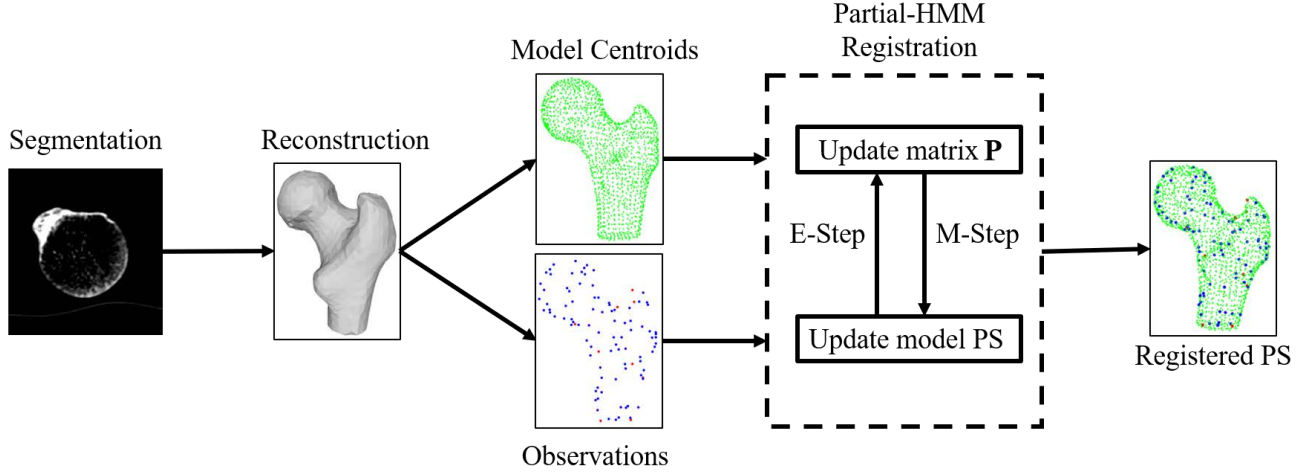 Segmentation
Reconstruction
Model Centroids
Observations
Partial-HMM
Registration
Update matrix P
E-Step
M-Step
Update model PS
Registered PS